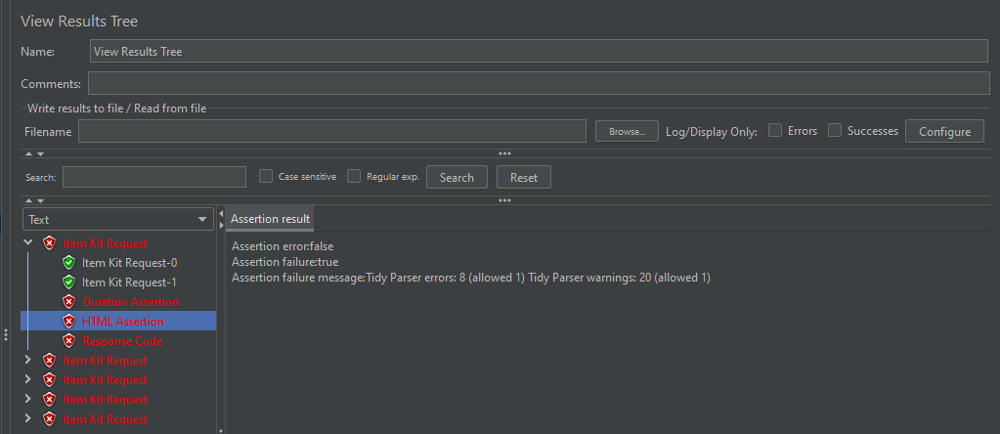 View Results Tree
Name: View Results Tree
Comments:
Write results to file / Read from file
Filename Browse... Log/Display Only: Errors Successes Configure
Search: Case sensitive Regular exp. Search Reset
Text
Assertion result
Item Kit Request
Item Kit Request-0
Item Kit Request-1
Duration Assertion
HTML Assertion
Response Code
Item Kit Request
Item Kit Request
Item Kit Request
Item Kit Request
Assertion error:false
Assertion failure:true
Assertion failure message:Tidy Parser errors: 8 (allowed 1) Tidy Parser warnings: 20 (allowed 1)